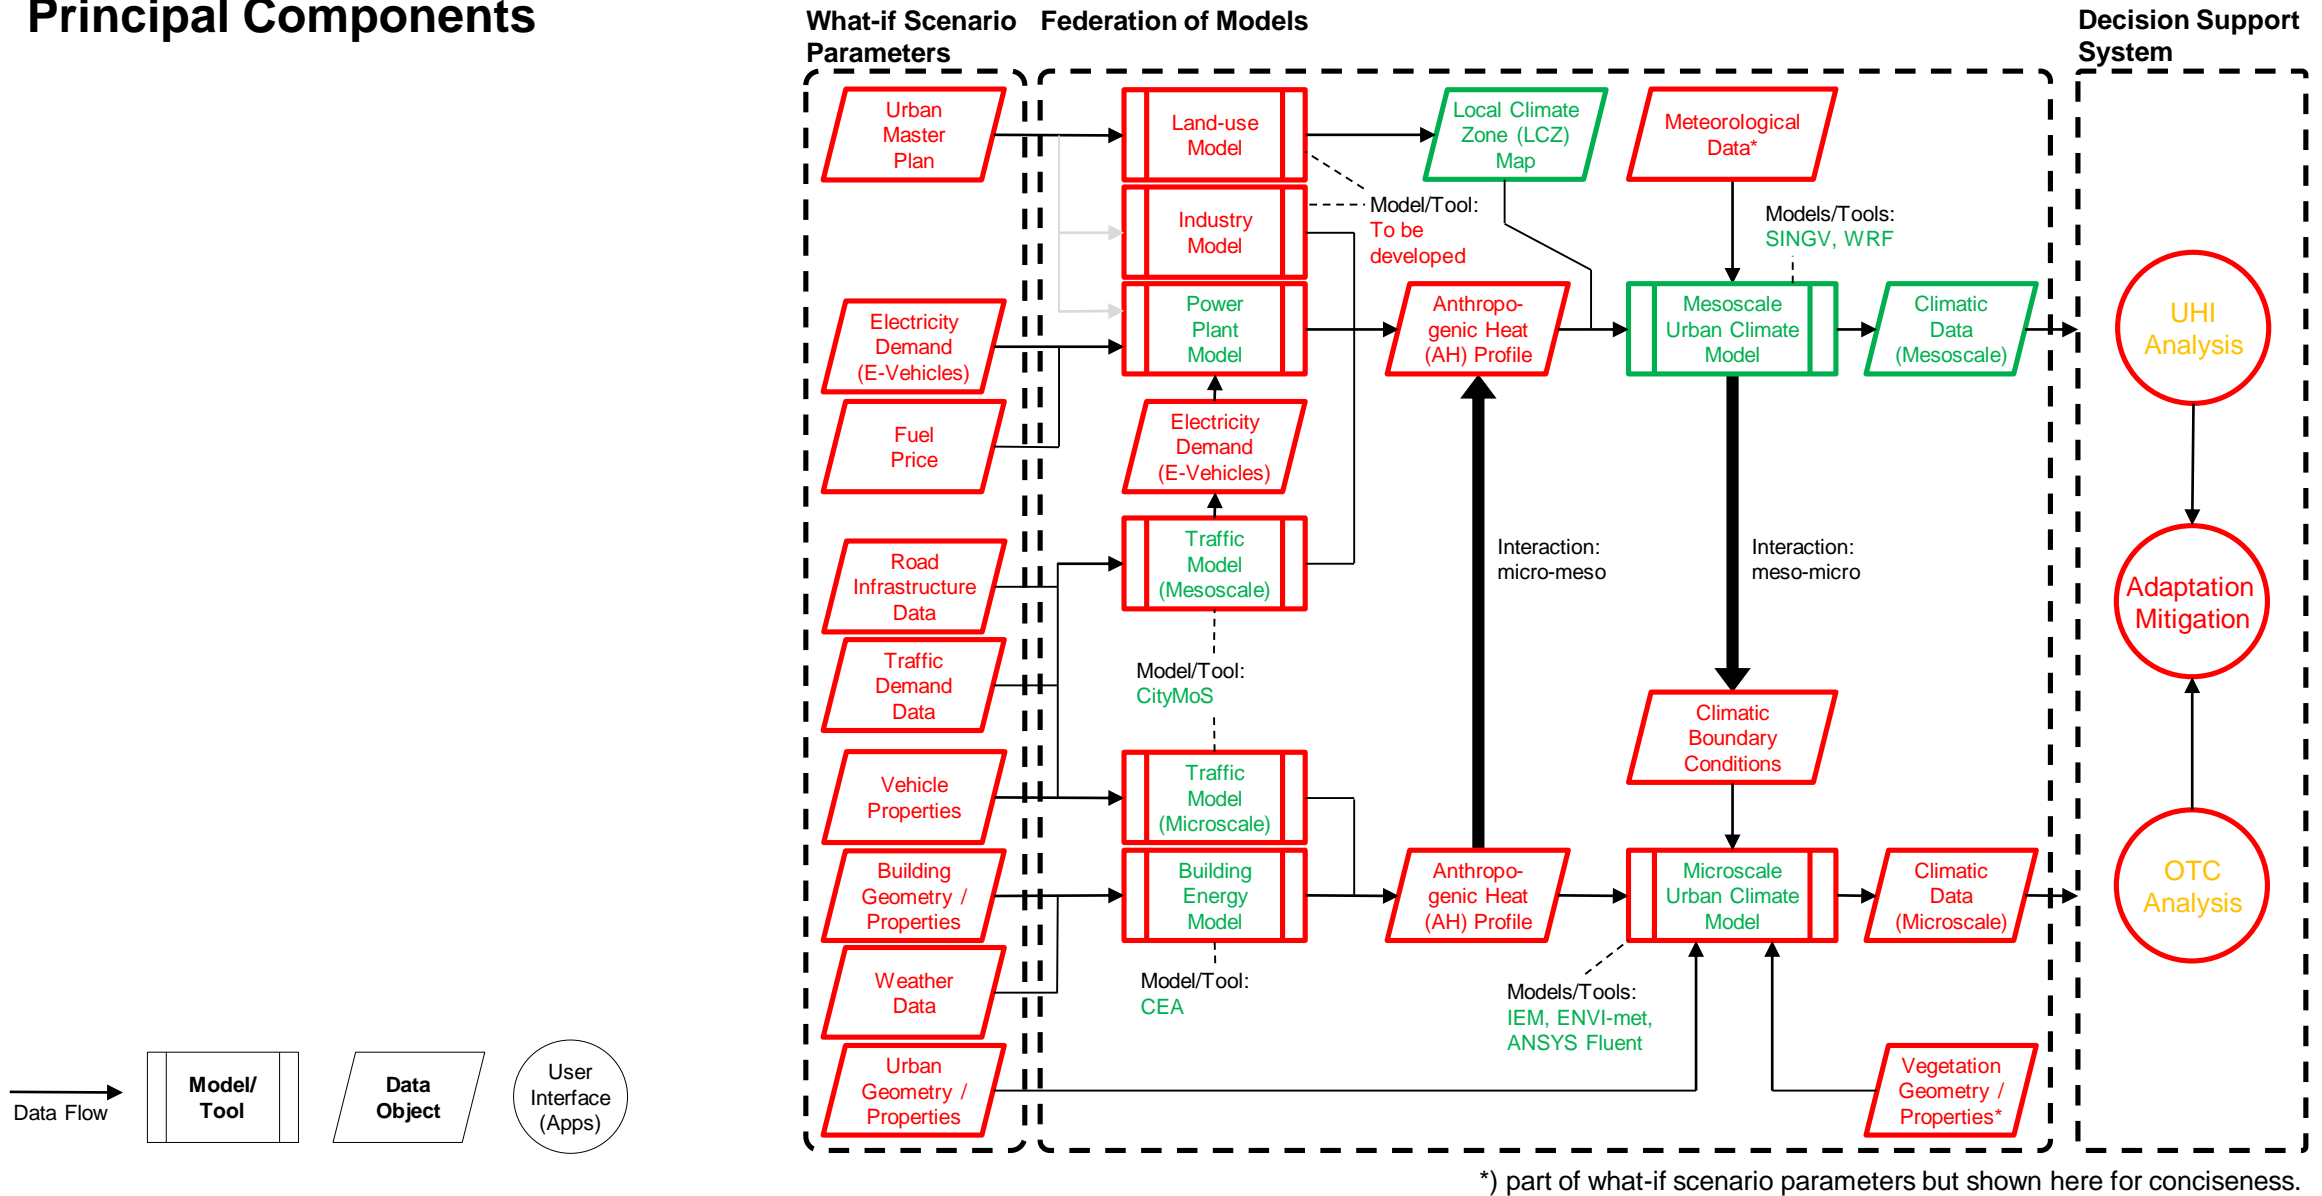 Principal Components
What-if Scenario
Parameters
Federation of Models
Decision Support
System
Urban
Master
Plan
Electricity
Demand
(E-Vehicles)
Fuel
Price
Road
Infrastructure
Data
Traffic
Demand
Data
Vehicle
Properties
Building
Geometry /
Properties
Weather
Data
Urban
Geometry /
Properties
Land-use
Model
Industry
Model
Power
Plant
Model
Electricity
Demand
(E-Vehicles)
Traffic
Model
(Mesoscale)
Model/Tool:
CityMoS
Traffic
Model
(Microscale)
Building
Energy
Model
Model/Tool:
CEA
Local Climate
Zone (LCZ)
Map
Model/Tool:
To be
developed
Anthropo-
genic Heat
(AH) Profile
Interaction:
micro-meso
Anthropo-
genic Heat
(AH) Profile
Meteorological
Data*
Models/Tools:
SINGV, WRF
Mesoscale
Urban Climate
Model
Climatic
Data
(Mesoscale)
Interaction:
meso-micro
Climatic
Boundary
Conditions
Microscale
Urban Climate
Model
Climatic
Data
(Microscale)
Models/Tools:
IEM, ENVI-met,
ANSYS Fluent
Vegetation
Geometry /
Properties*
UHI
Analysis
Adaptation
Mitigation
OTC
Analysis
Data Flow
Model/
Tool
Data
Object
User
Interface
(Apps)
*) part of what-if scenario parameters but shown here for conciseness.